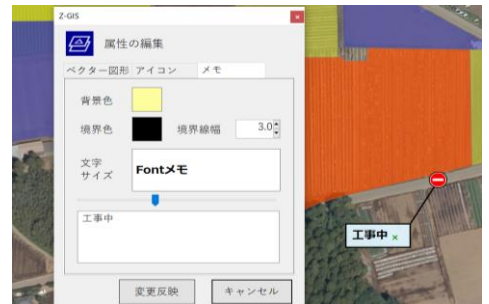 Z-GIS
属性の編集
ベクター図形 アイコン メモ
背景色
境界色 境界線幅 3.0
文字
サイズ
Fontメモ
工事中
変更反映 キャンセル
工事中 ×